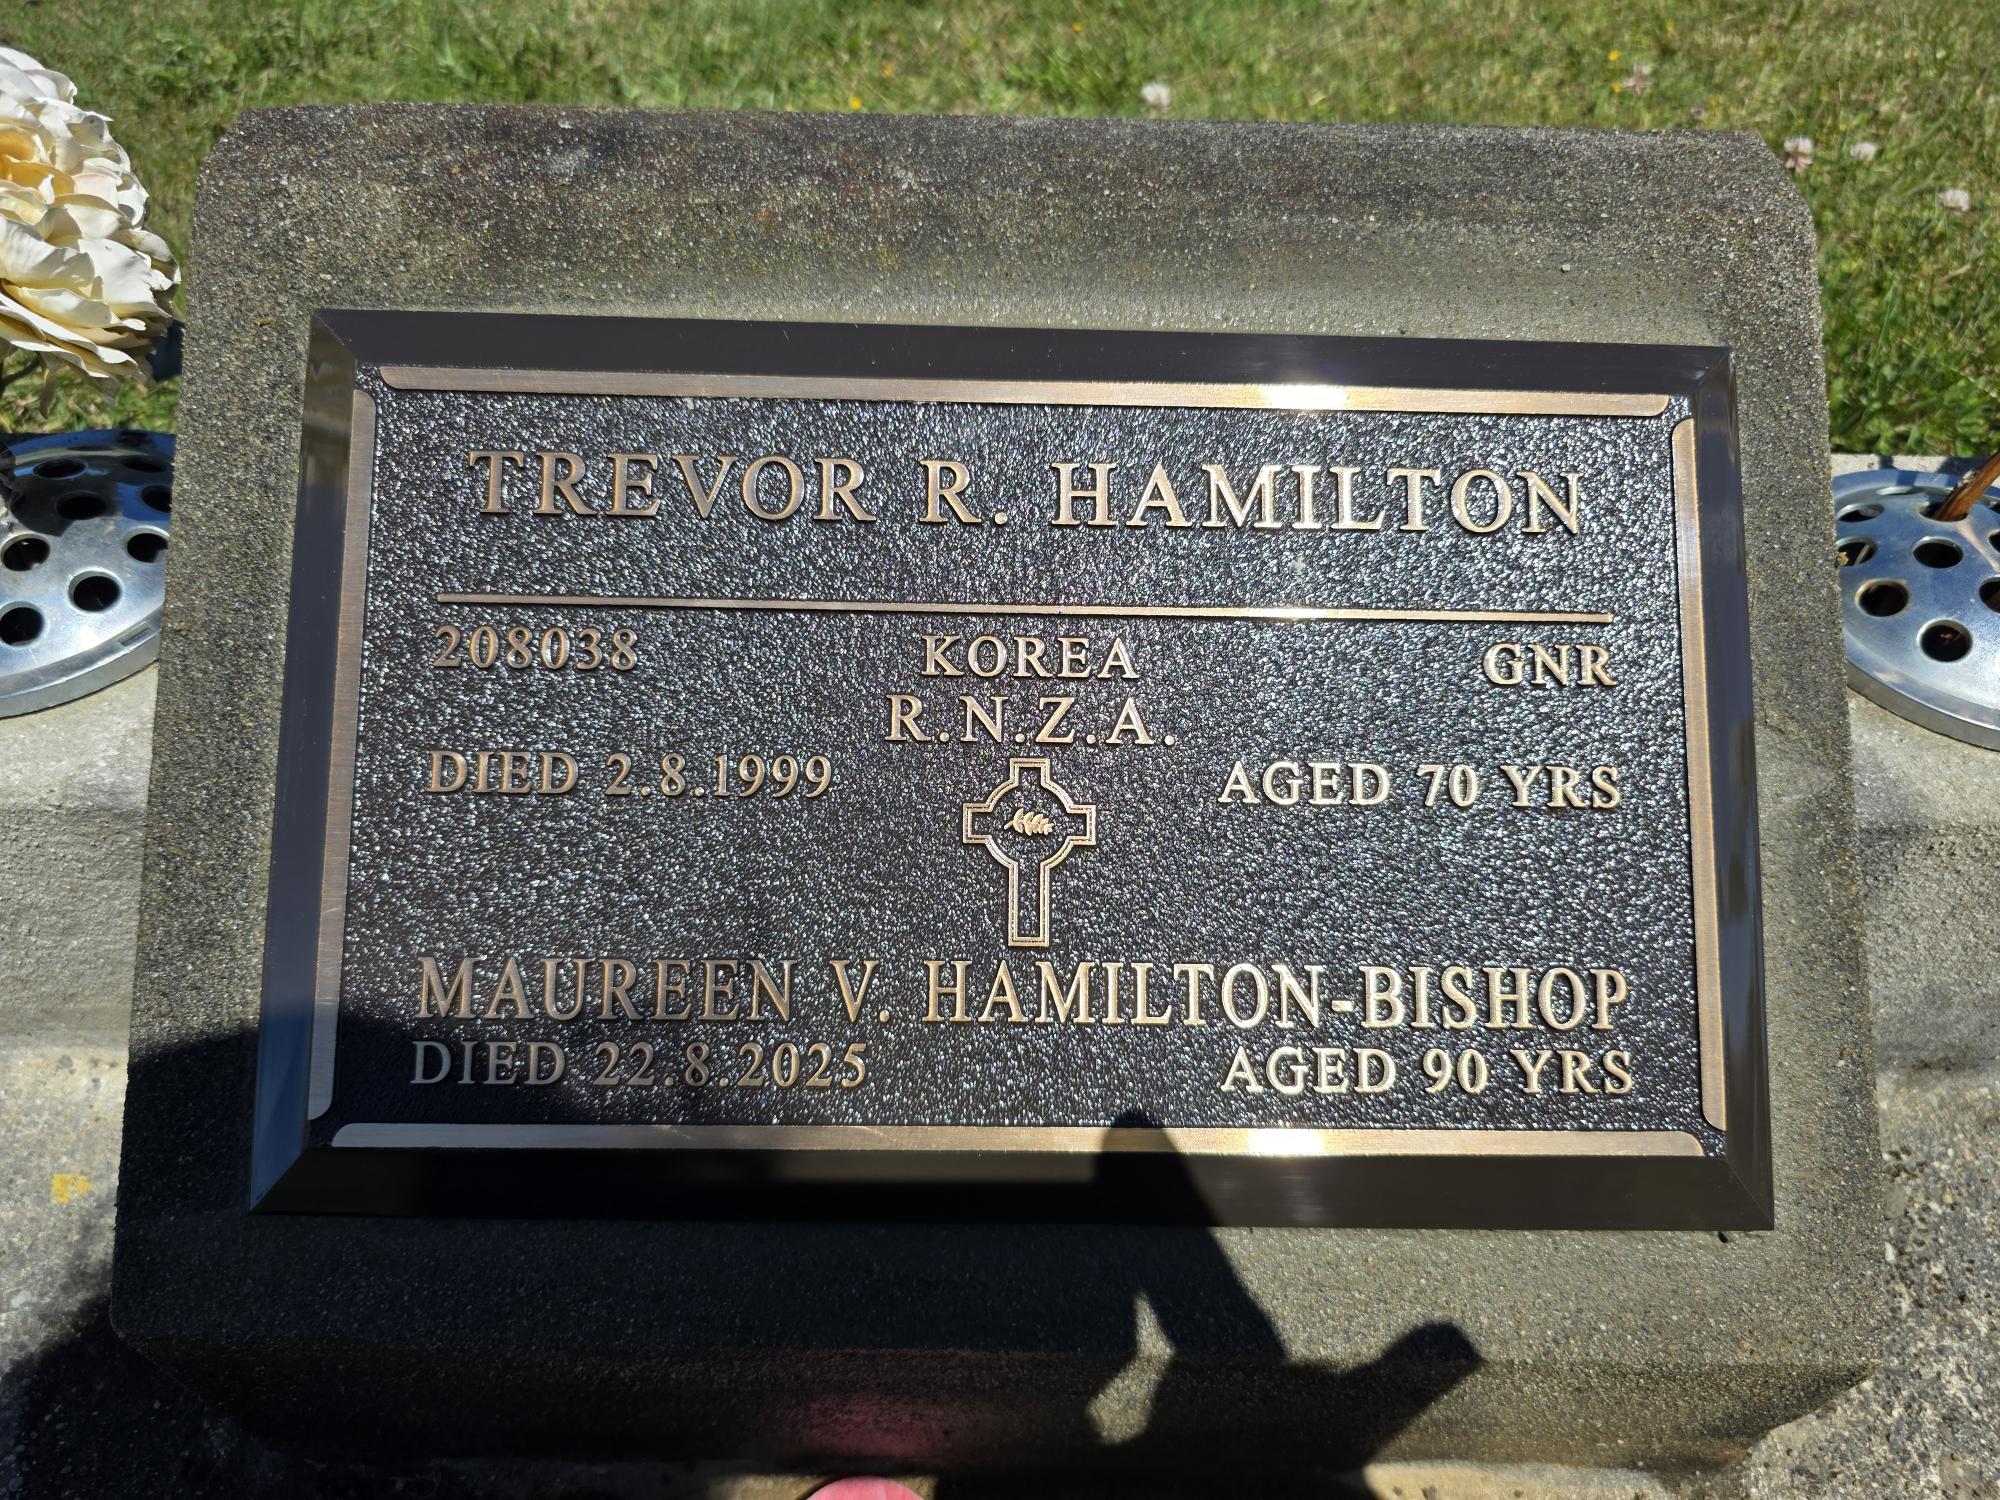 TREVOR R. HAMILTON
208038 KOREA GNR
R.N.Z.A.
DIED 2.8.1999 AGED 70 YRS
MAUREEN V. HAMILTON-BISHOP
DIED 22.8.2025 AGED 90 YRS